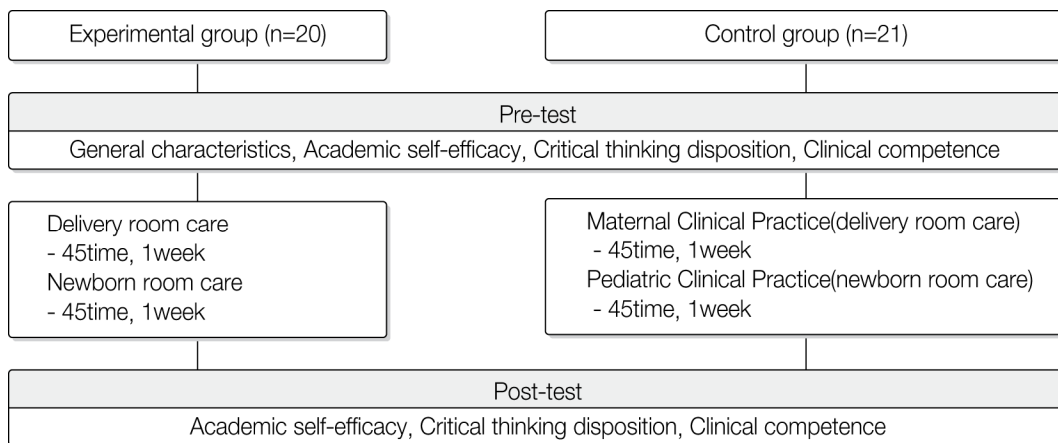 Experimental group (n=20)
Control group (n=21)
Pre-test
General characteristics, Academic self-efficacy, Critical thinking disposition, Clinical competence
Delivery room care
- 45time, 1week
Newborn room care
- 45time, 1week
Maternal Clinical Practice(delivery room care)
- 45time, 1week
Pediatric Clinical Practice(newborn room care)
- 45time, 1week
Post-test
Academic self-efficacy, Critical thinking disposition, Clinical competence